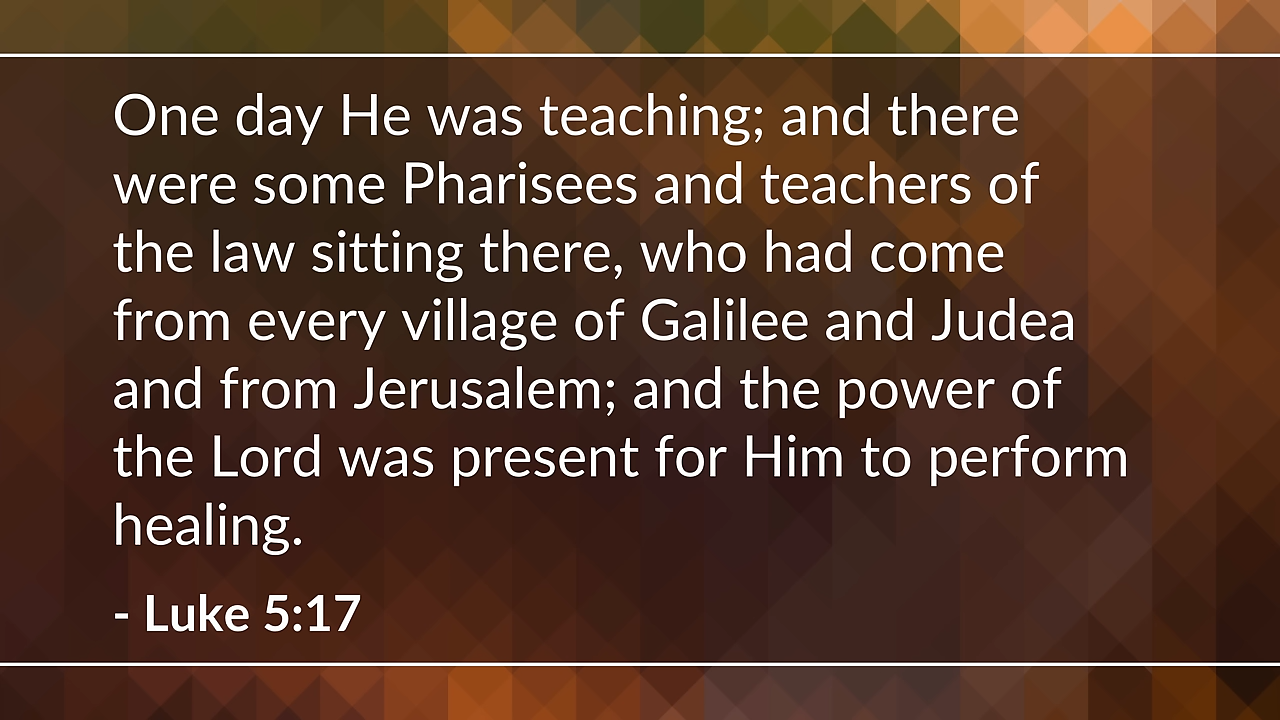 One day He was teaching; and there
were some Pharisees and teachers of
the law sitting there, who had come
from every village of Galilee and Judea
and from Jerusalem; and the power of
the Lord was present for Him to perform
healing.
- Luke 5:17